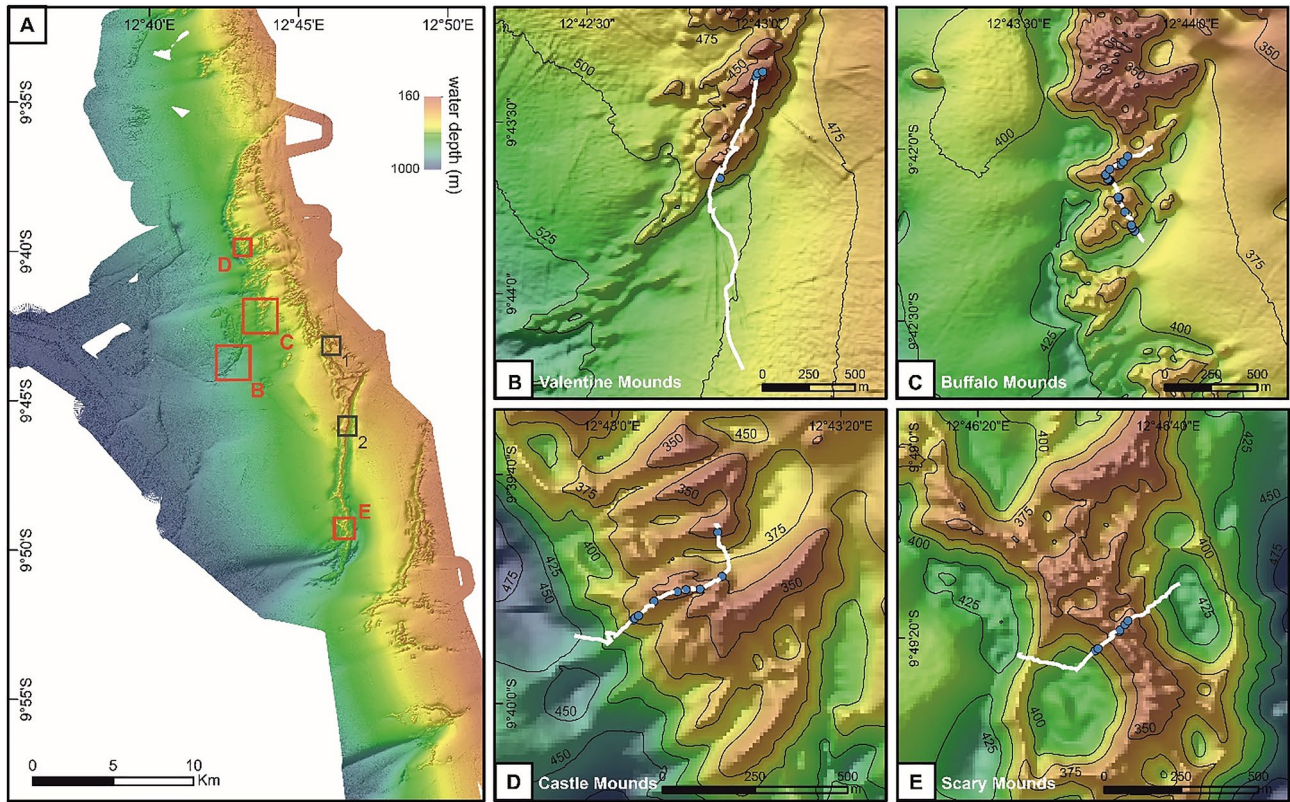 A
12°40'E
12°45'E
12°50'E
9°35'S
9°40'S
9°45'S
9°50'S
9°55'S
160
1000
water depth (m)
D
C
B
1
2
E
0
5
10
Km
12°42'30"E
12°43'0"E
9°43'30"S
9°44'0"S
475
500
450
475
525
B
Valentine Mounds
0
250
500
m
12°43'30"E
12°44'0"E
9°42'0"S
9°42'30"S
350
350
400
375
400
425
C
Buffalo Mounds
0
250
500
m
12°43'0"E
12°43'20"E
9°39'40"S
9°40'0"S
350
450
375
350
375
400
425
475
450
350
450
450
D
Castle Mounds
0
250
500
m
12°46'20"E
12°46'40"E
9°49'0"S
9°49'20"S
400
425
450
475
375
400
400
425
425
400
350
425
375
E
Scary Mounds
0
250
500
m